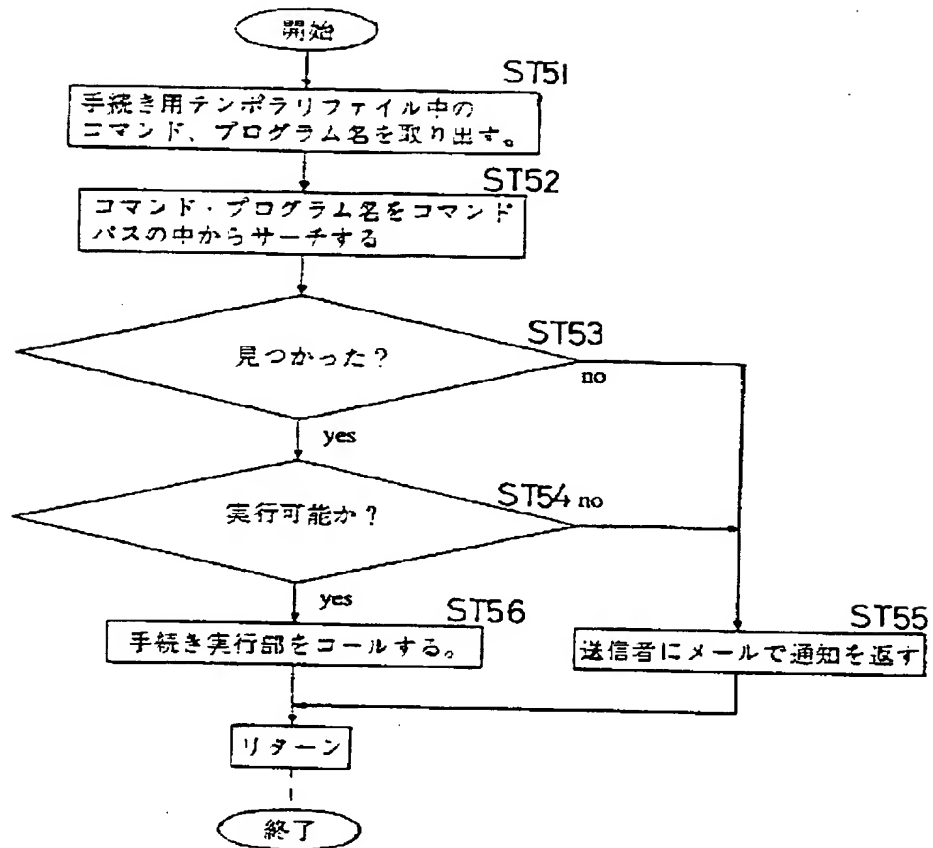 開始
ST51
手続き用テンポラリファイル中の
コマンド、プログラム名を取り出す。
ST52
コマンド・プログラム名をコマンド
パスの中からサーチする
ST53
見つかった?
no
yes
ST54 no
実行可能か?
yes
ST56
手続き実行部をコールする。
ST55
送信者にメールで通知を返す
リターン
終了